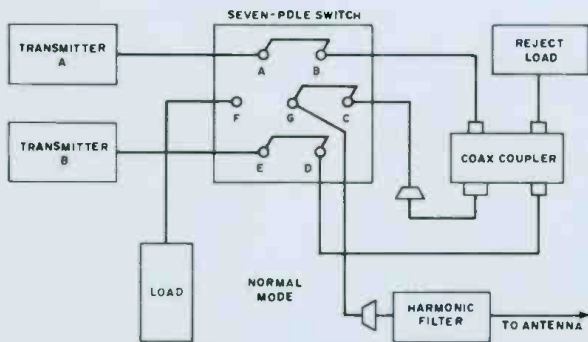 SEVEN-POLE SWITCH
TRANSMITTER
A
A
B
REJECT
LOAD
F
G
C
TRANSMITTER
B
COAX COUPLER
E
D
LOAD
NORMAL
MODE
HARMONIC
FILTER
TO ANTENNA